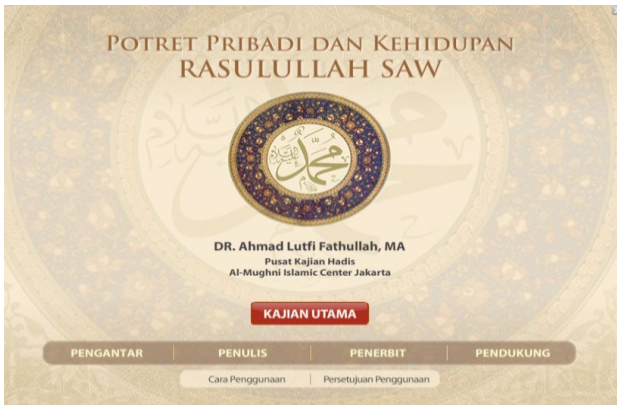 POTRET PRIBADI DAN KEHIDUPAN
RASULULLAH SAW
محمد
DR. Ahmad Lutfi Fathullah, MA
Pusat Kajian Hadis
Al-Mughni Islamic Center Jakarta
KAJIAN UTAMA
PENGANTAR PENULIS PENERBIT PENDUKUNG
Cara Penggunaan Persetujuan Penggunaan